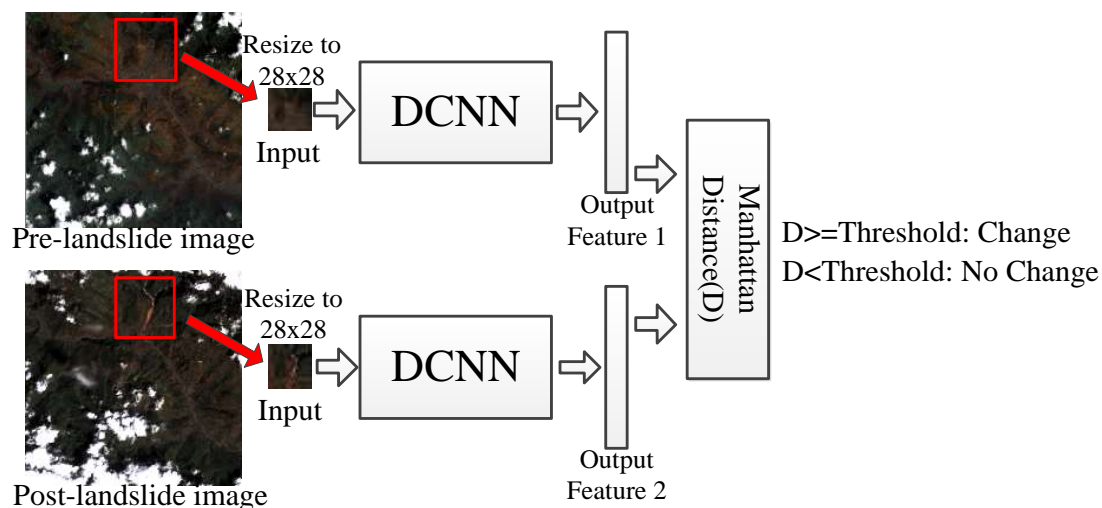 Resize to
28x28
Input
DCNN
Output
Feature 1
Pre-landslide image
Resize to
28x28
Input
DCNN
Output
Feature 2
Post-landslide image
Manhattan
Distance(D)
D>=Threshold: Change
D<Threshold: No Change